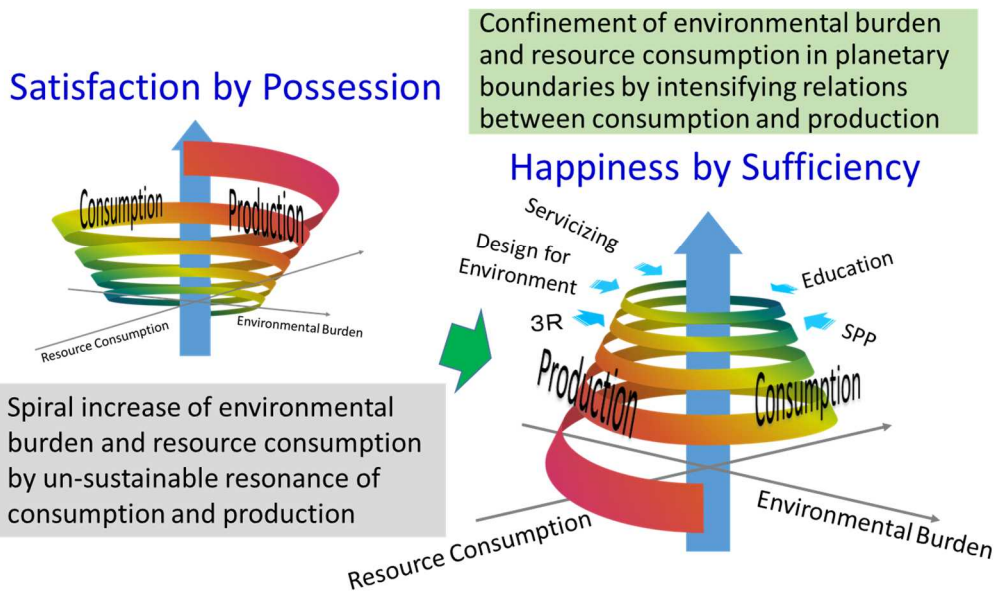 Satisfaction by Possession
Consumption
Production
Resource Consumption
Environmental Burden
Spiral increase of environmental
burden and resource consumption
by un-sustainable resonance of
consumption and production
Confinement of environmental burden
and resource consumption in planetary
boundaries by intensifying relations
between consumption and production
Happiness by Sufficiency
Servicizing
Design for
Environment
3R
Education
SPP
Production
Consumption
Resource Consumption
Environmental Burden